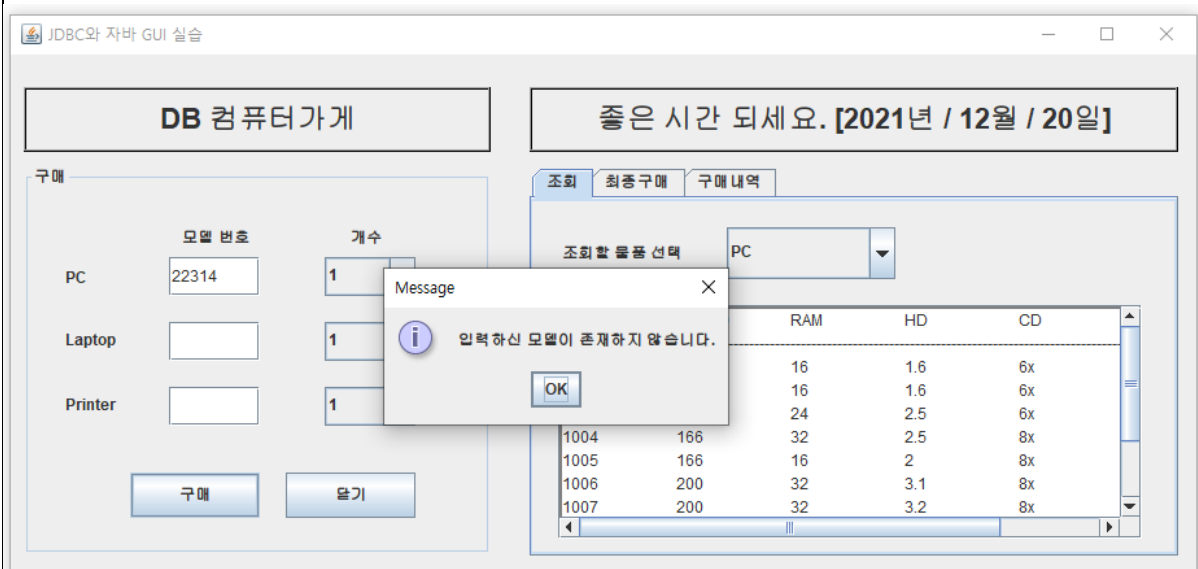 JDBC와 자바 GUI 실습
DB 컴퓨터가게
좋은 시간 되세요. [2021년 / 12월 / 20일]
구매
모델 번호 개수
PC 22314 1
Laptop 1
Printer 1
구매 닫기
조회 최종구매 구매내역
조회할 물품 선택 PC
RAM HD CD
16 1.6 6x
16 1.6 6x
24 2.5 6x
1004 166 32 2.5 8x
1005 166 16 2 8x
1006 200 32 3.1 8x
1007 200 32 3.2 8x
Message
입력하신 모델이 존재하지 않습니다.
OK